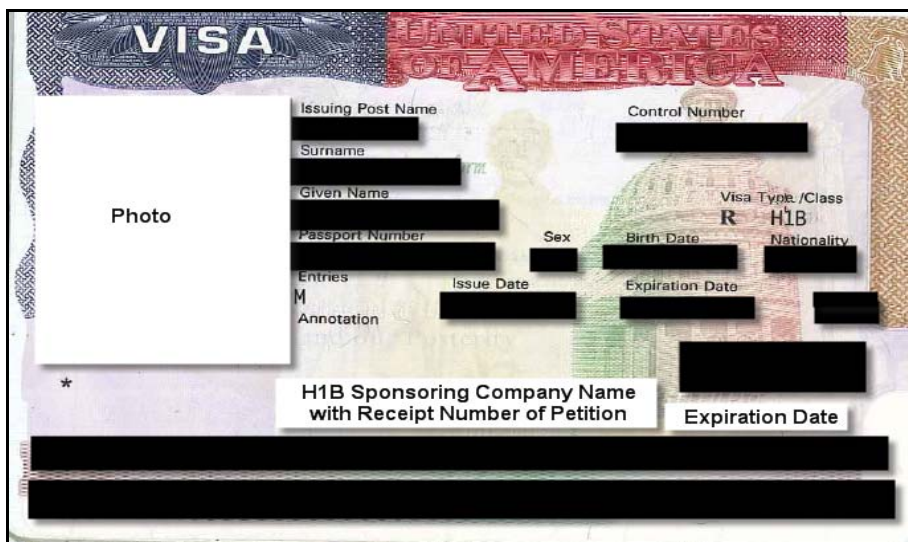 VISA
UNITED STATES
OF AMERICA
Issuing Post Name
Control Number
Surname
Given Name
Visa Type /Class
R H1B
Passport Number
Sex
Birth Date
Nationality
Entries
M
Issue Date
Expiration Date
Annotation
Photo
*
H1B Sponsoring Company Name
with Receipt Number of Petition
Expiration Date